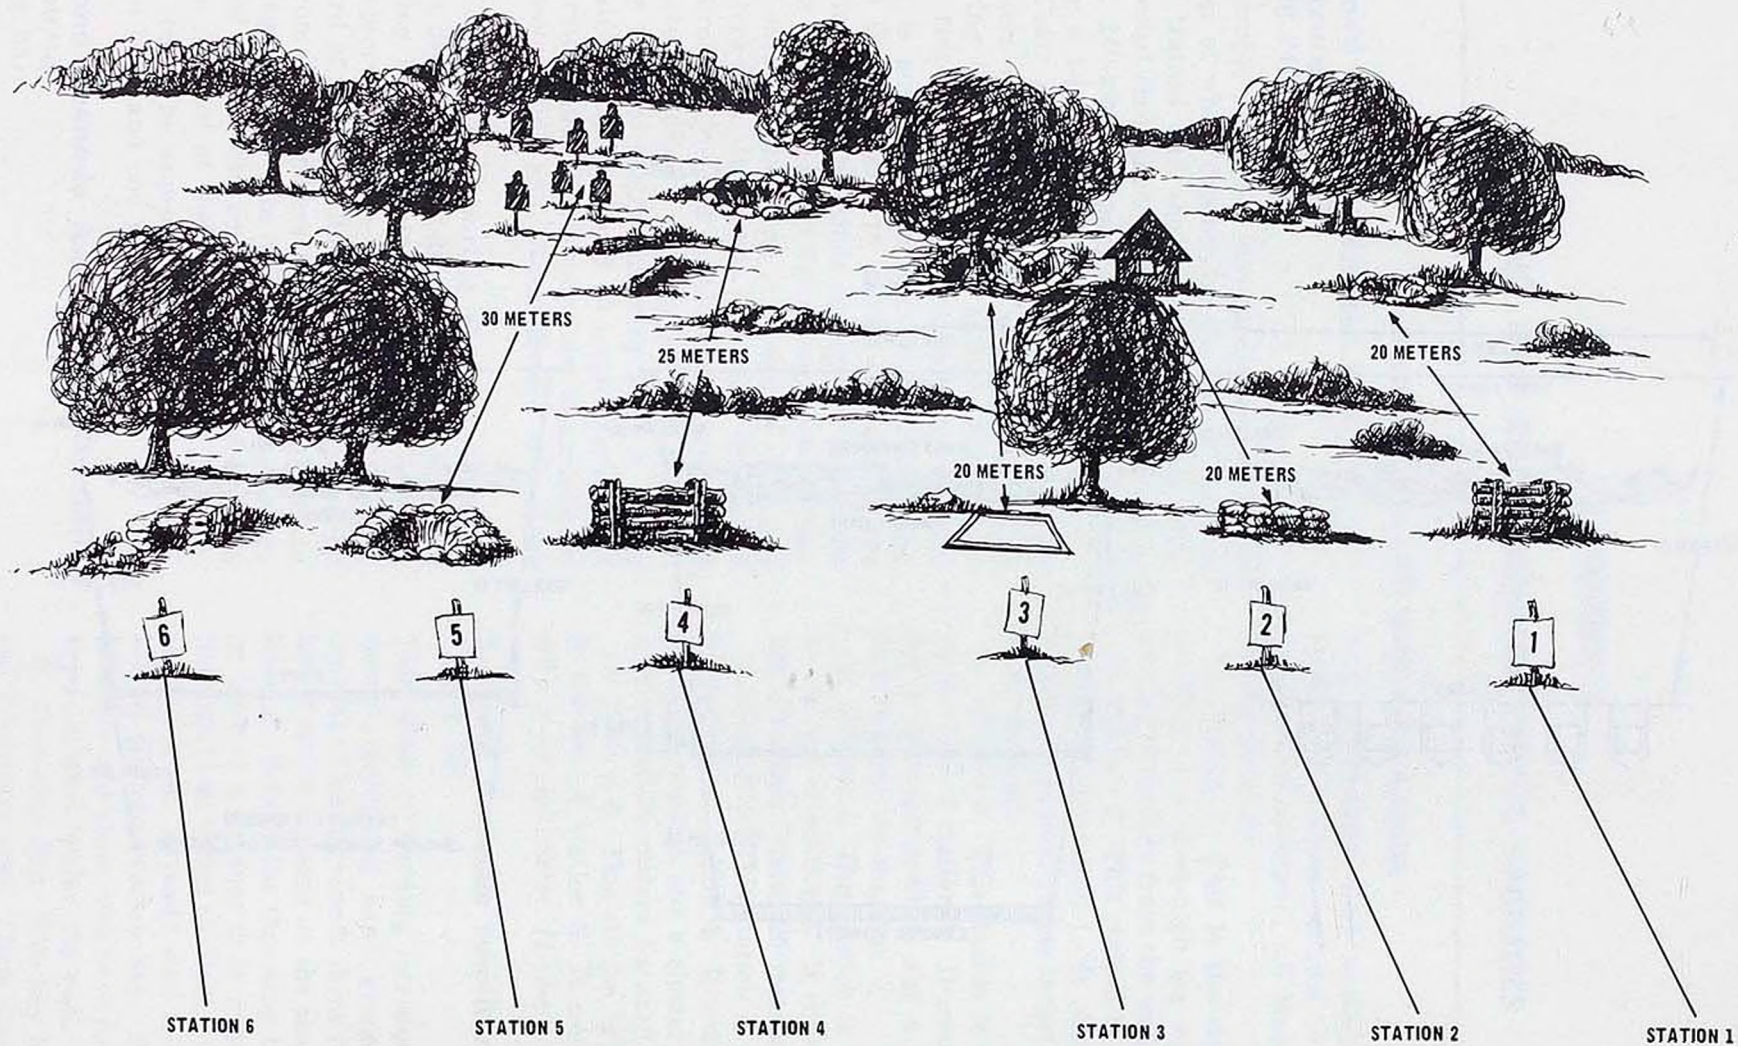 30 METERS
25 METERS
20 METERS
20 METERS
20 METERS
6
5
4
3
2
1
STATION 6
STATION 5
STATION 4
STATION 3
STATION 2
STATION 1